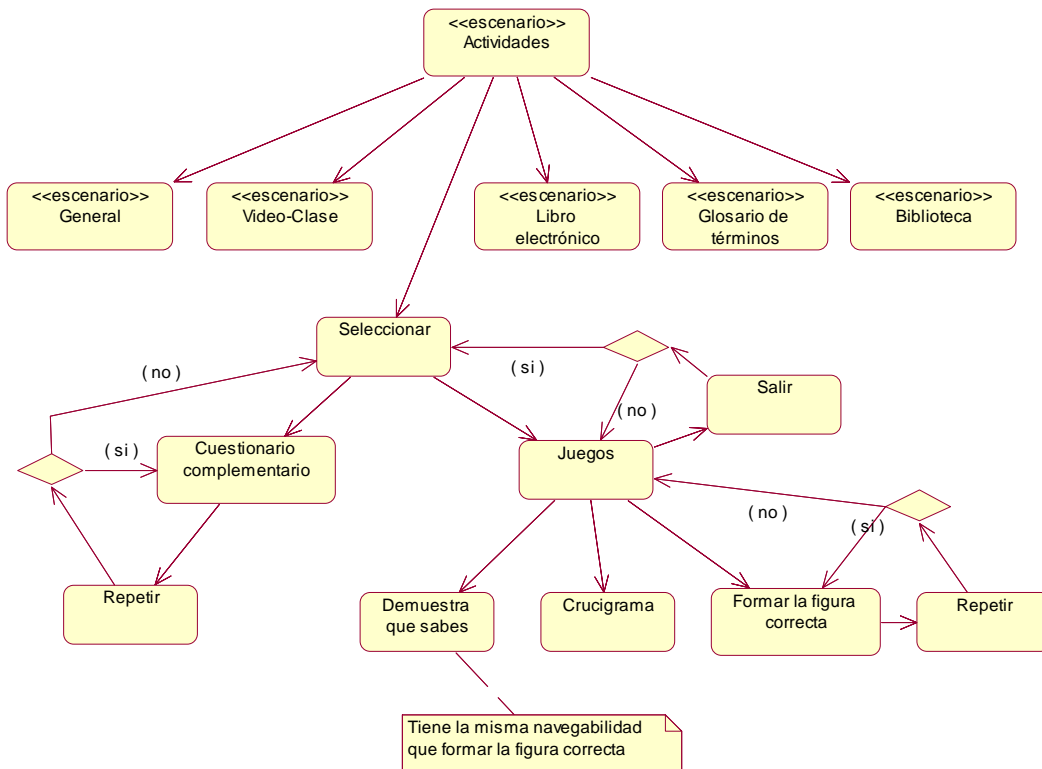 <<escenario>>
Actividades
<<escenario>>
General
<<escenario>>
Video-Clase
<<escenario>>
Libro
electrónico
<<escenario>>
Glosario de
términos
<<escenario>>
Biblioteca
Seleccionar
( no )
( si )
( no )
Salir
( si )
Cuestionario
complementario
Juegos
( no )
( si )
Repetir
Demuestra
que sabes
Crucigrama
Formar la figura
correcta
Repetir
Tiene la misma navegabilidad
que formar la figura correcta